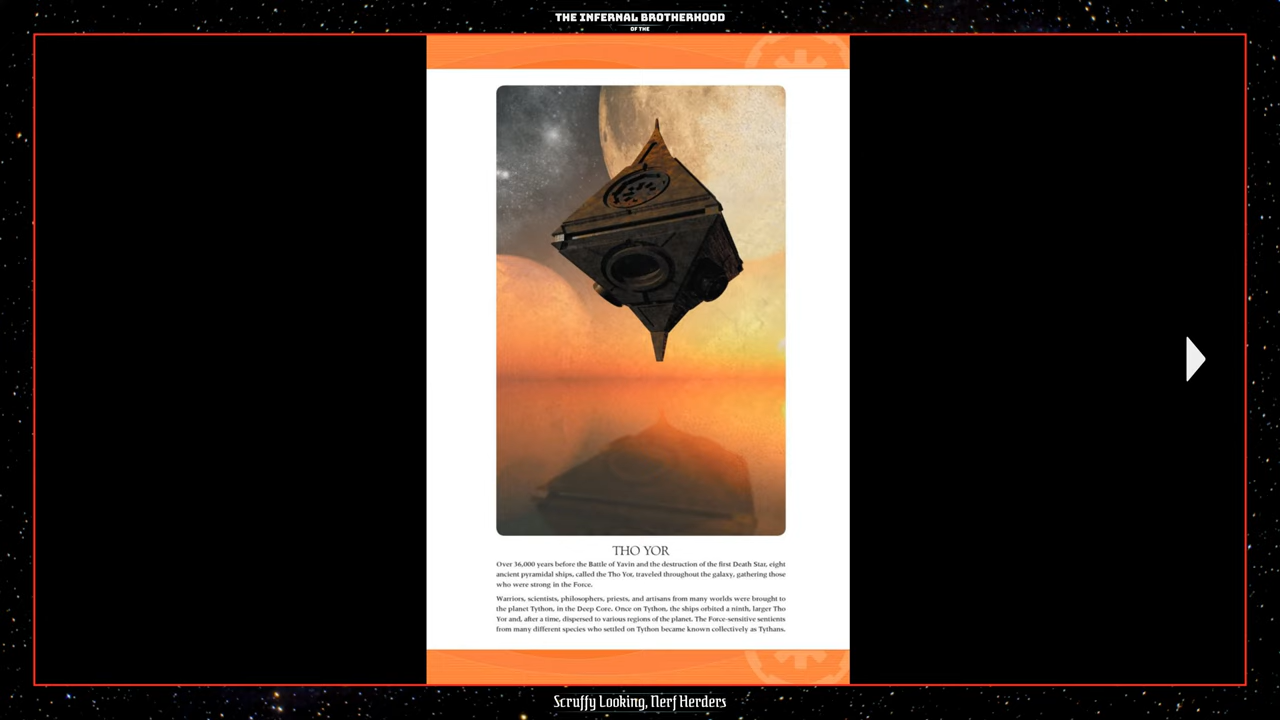 THE INFERNAL BROTHERHOOD
OF THE
THO YOR
Over 36,000 years before the Battle of Yavin and the destruction of the first Death Star, eight
ancient pyramidal ships, called the Tho Yor, traveled throughout the galaxy, gathering those
who were strong in the Force.
Warriors, scientists, philosophers, priests, and artisans from many worlds were brought to
the planet Tython, in the Deep Core. Once on Tython, the ships orbited a ninth, larger Tho
Yor and, after a time, dispersed to various regions of the planet. The Force-sensitive sentients
from many different species who settled on Tython became known collectively as Tythans.
Scruffy Looking, Nerf Herders